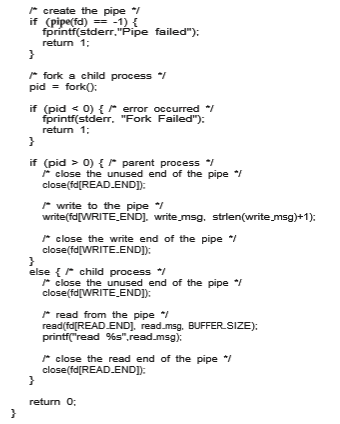 /* create the pipe */
if (pipe(fd) == -1) {
fprintf(stderr,"Pipe failed");
return 1;
}
/* fork a child process */
pid = fork();
if (pid < 0) { /* error occurred */
fprintf(stderr, "Fork Failed");
return 1;
}
if (pid > 0) { /* parent process */
/* close the unused end of the pipe */
close(fd[READ_END]);
/* write to the pipe */
write(fd[WRITE_END], write_msg, strlen(write_msg)+1);
/* close the write end of the pipe */
close(fd[WRITE_END]);
}
else { /* child process */
/* close the unused end of the pipe */
close(fd[WRITE_END]);
/* read from the pipe */
read(fd[READ_END], read_msg, BUFFER_SIZE);
printf("read %s",read_msg);
/* close the read end of the pipe */
close(fd[READ_END]);
}
return 0;
}